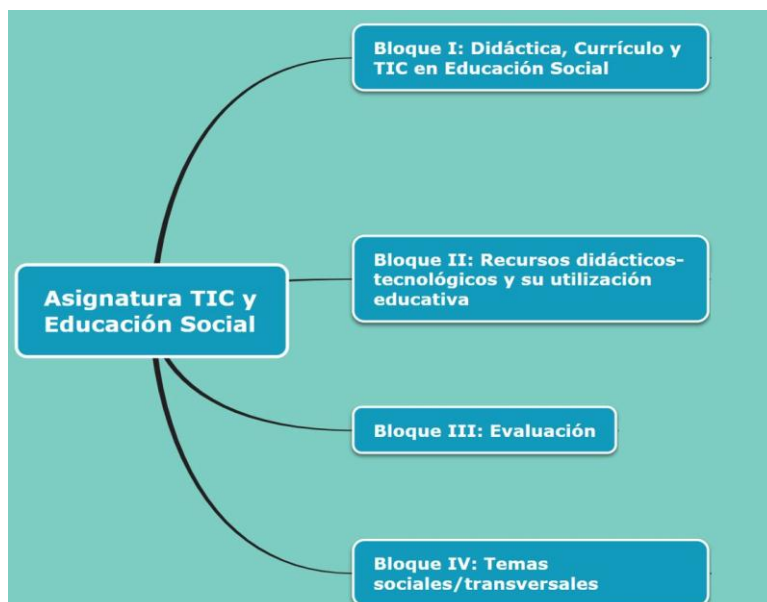 Bloque I: Didáctica, Currículo y
TIC en Educación Social
Bloque II: Recursos didácticos-
tecnológicos y su utilización
educativa
Asignatura TIC y
Educación Social
Bloque III: Evaluación
Bloque IV: Temas
sociales/transversales